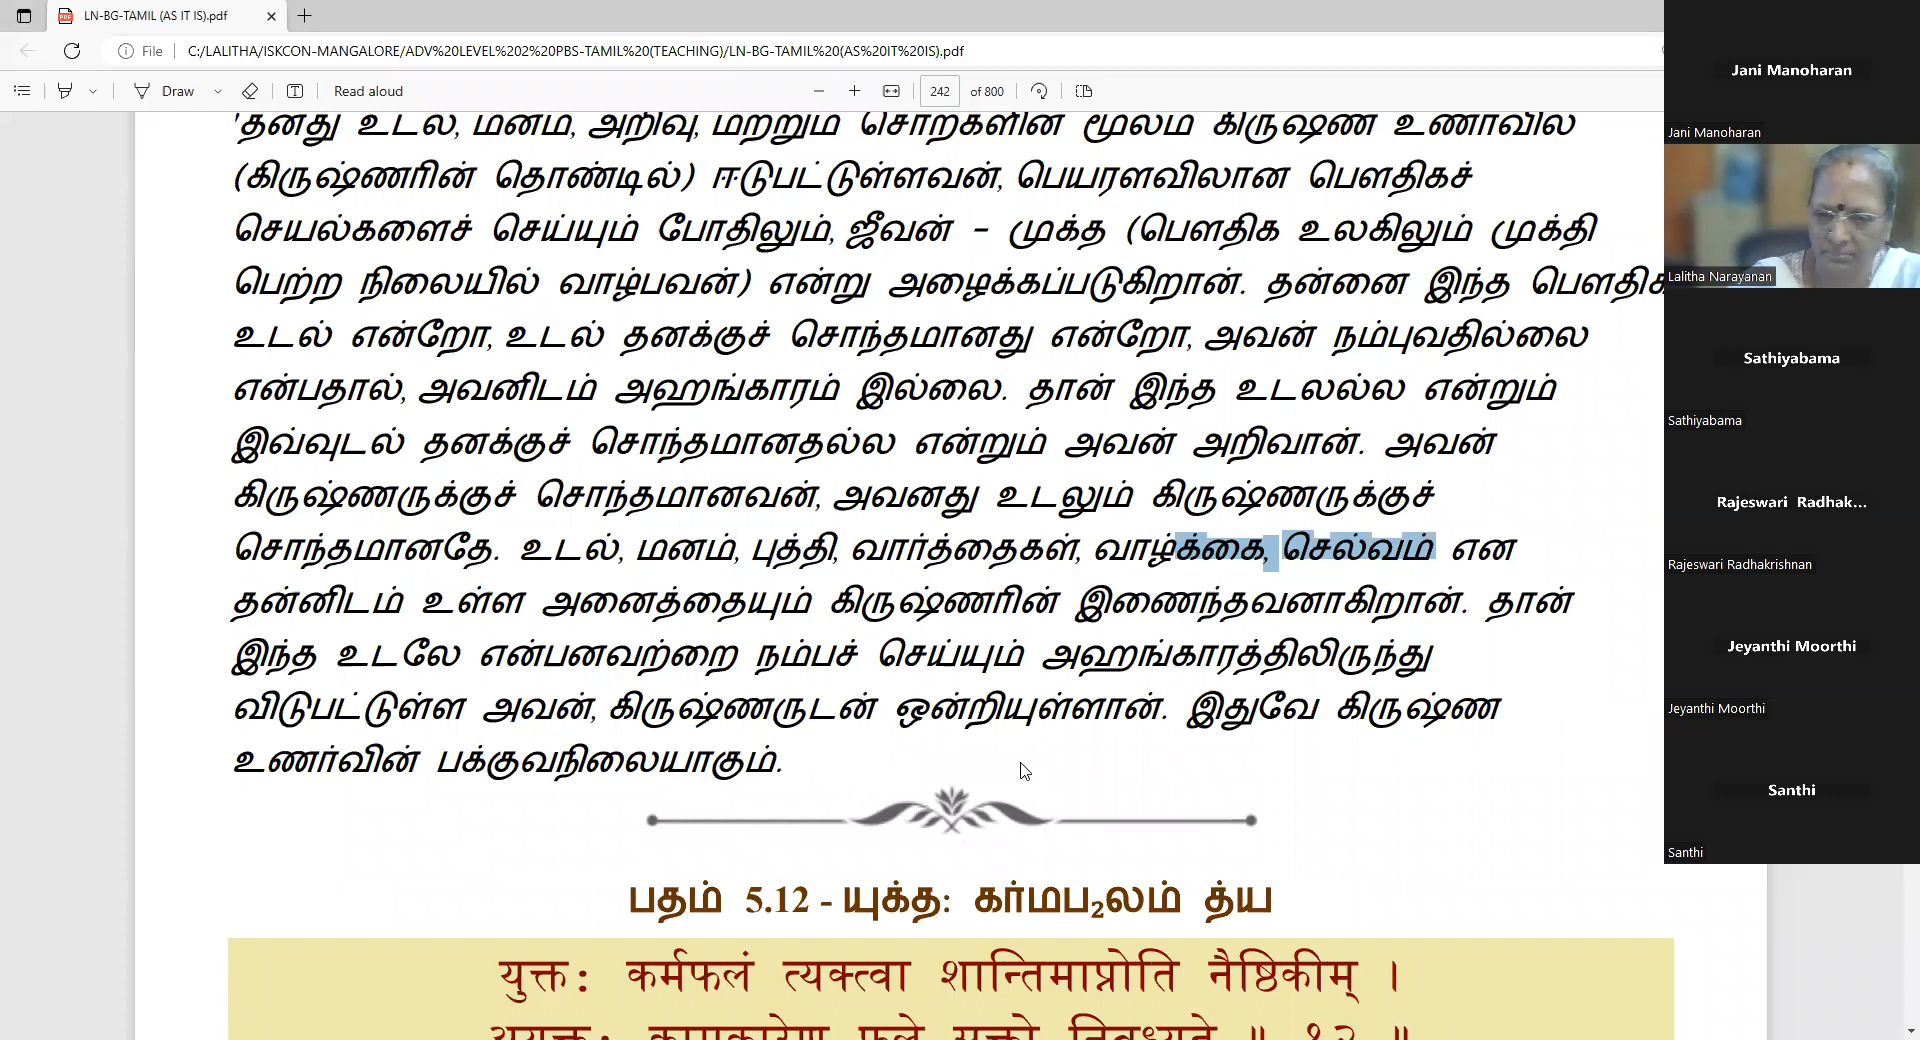 LN-BG-TAMIL (AS IT IS).pdf
File C:/LALITHA/ISKCON-MANGALORE/ADV%20LEVEL%202%20PBS-TAMIL%20(TEACHING)/LN-BG-TAMIL%20(AS%20IT%20IS).pdf
Draw Read aloud 242 of 800
'தனது உடல், மனம், அறிவு, மற்றும் சொற்களின் மூலம் கிருஷ்ண உணர்வில்
(கிருஷ்ணரின் தொண்டில்) ஈடுபட்டுள்ளவன், பெயரளவிலான பௌதிகச்
செயல்களைச் செய்யும் போதிலும், ஜீவன் – முக்த (பௌதிக உலகிலும் முக்தி
பெற்ற நிலையில் வாழ்பவன்) என்று அழைக்கப்படுகிறான். தன்னை இந்த பௌதிக
உடல் என்றோ, உடல் தனக்குச் சொந்தமானது என்றோ, அவன் நம்புவதில்லை
என்பதால், அவனிடம் அஹங்காரம் இல்லை. தான் இந்த உடலல்ல என்றும்
இவ்வுடல் தனக்குச் சொந்தமானதல்ல என்றும் அவன் அறிவான். அவன்
கிருஷ்ணருக்குச் சொந்தமானவன், அவனது உடலும் கிருஷ்ணருக்குச்
சொந்தமானதே. உடல், மனம், புத்தி, வார்த்தைகள், வாழ்க்கை, செல்வம் என
தன்னிடம் உள்ள அனைத்தையும் கிருஷ்ணரின் இணைந்தவனாகிறான். தான்
இந்த உடலே என்பனவற்றை நம்பச் செய்யும் அஹங்காரத்திலிருந்து
விடுபட்டுள்ள அவன், கிருஷ்ணருடன் ஒன்றியுள்ளான். இதுவே கிருஷ்ண
உணர்வின் பக்குவநிலையாகும்.
பதம் 5.12 - யுக்த: கர்மப₂லம் த்ய
युक्तः कर्मफलं त्यक्त्वा शान्तिमाप्नोति नैष्ठिकीम् ।
अयुक्तः कामकारेण फले सक्तो निबध्यते ॥ १२ ॥
Jani Manoharan
Jani Manoharan
Lalitha Narayanan
Sathiyabama
Sathiyabama
Rajeswari Radhak...
Rajeswari Radhakrishnan
Jeyanthi Moorthi
Jeyanthi Moorthi
Santhi
Santhi